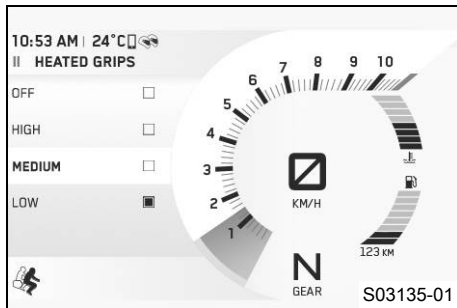 10:53 AM | 24°C
II HEATED GRIPS
OFF
HIGH
MEDIUM
LOW
1
2
3
4
5
6
7
8
9
10
0
KM/H
N
GEAR
123 KM
S03135-01